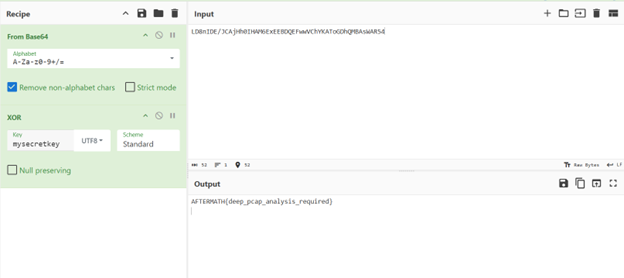 Recipe
From Base64
Alphabet
A-Za-z0-9+/=
Remove non-alphabet chars
Strict mode
XOR
Key
mysecretkey
UTF8
Scheme
Standard
Null preserving
Input
LD8nIDE/JCAjHh0IHAM6ExEEBDQEFwwVChYKAToGDhQMBAsWAR54
52
1
52
Raw Bytes
LF
Output
AFTERMATH{deep_pcap_analysis_required}